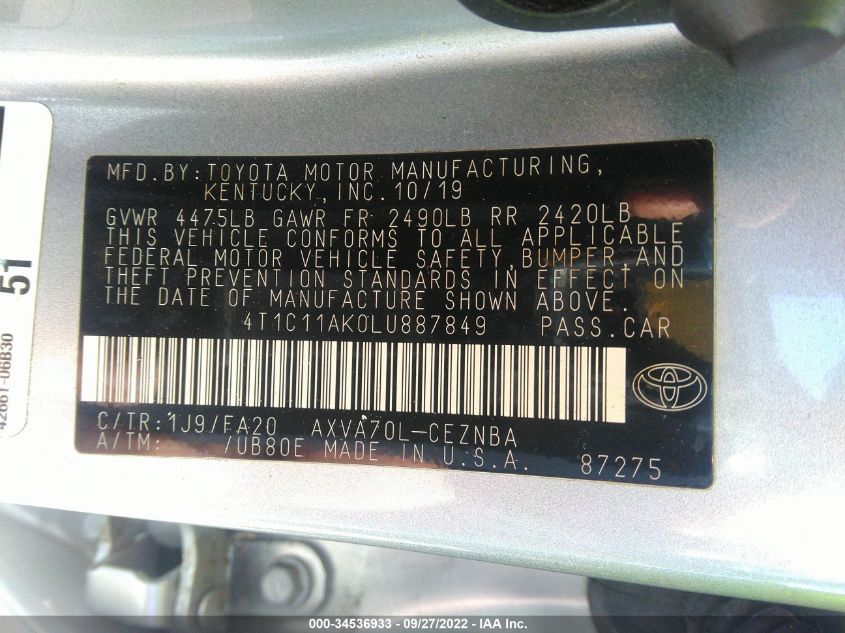 MFD.BY:TOYOTA MOTOR MANUFACTURING,
KENTUCKY,INC.10/19
GVWR 4475LB GAWR FR 2490LB RR 2420LB
THIS VEHICLE CONFORMS TO ALL APPLICABLE
FEDERAL MOTOR VEHICLE SAFETY,BUMPER,AND
THEFT PREVENTION STANDARDS IN EFFECT ON
THE DATE OF MANUFACTURE SHOWN ABOVE.
4T1C11AK0LU887849 PASS.CAR
C/TR:1J9/FA20 AXVA70L-CEZNBA
A/TM: /UB80E MADE IN U.S.A. 87275
51
42661-06B30
000-34536933 - 09/27/2022 - IAA Inc.